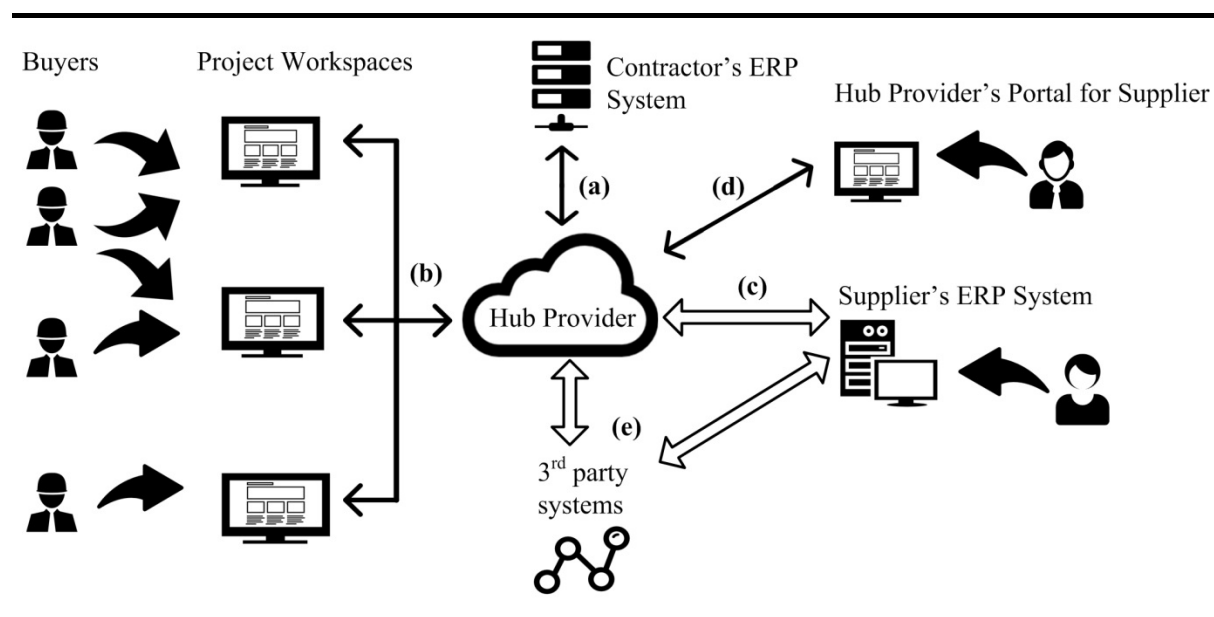 Buyers
Project Workspaces
Contractor’s ERP
System
Hub Provider’s Portal for Supplier
(a)
(d)
(b)
(c)
Hub Provider
Supplier’s ERP System
(e)
3rd party
systems